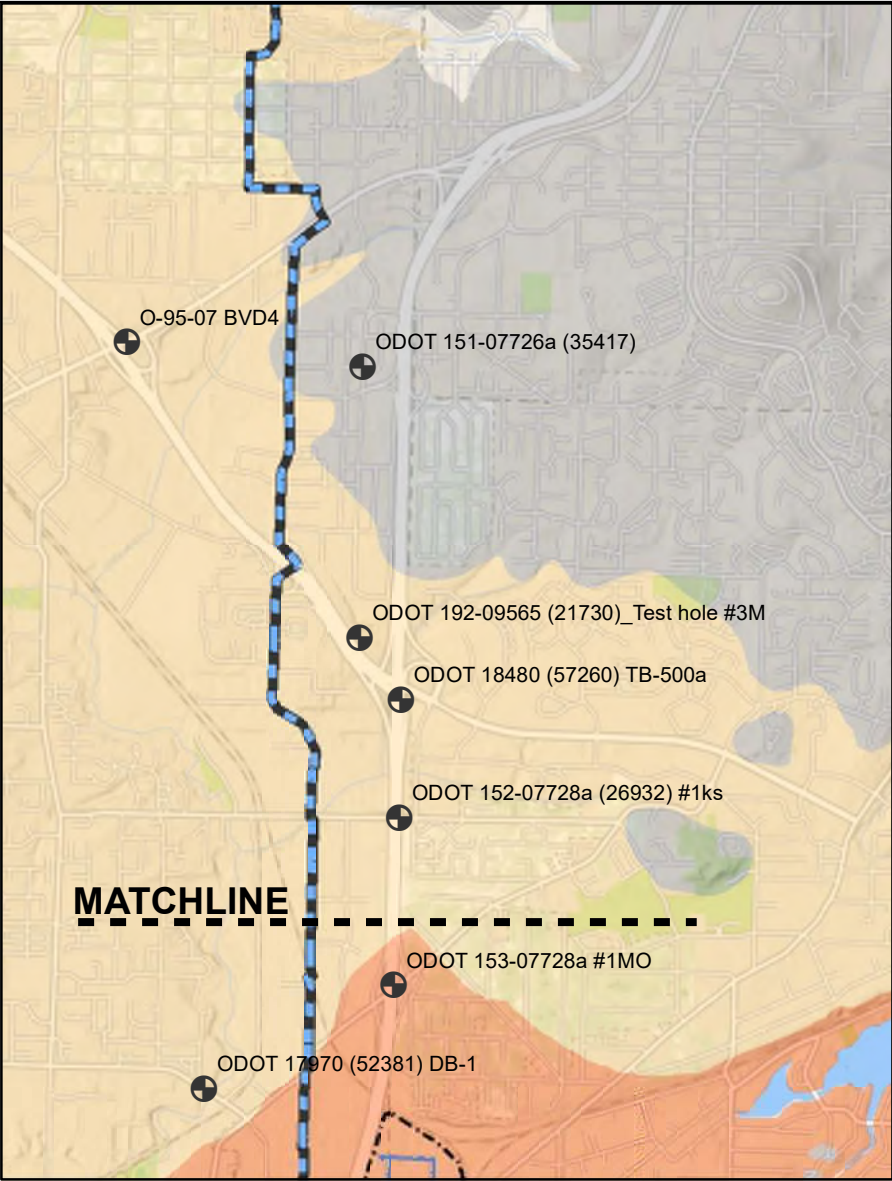 O-95-07 BVD4
ODOT 151-07726a (35417)
ODOT 192-09565 (21730)_Test hole #3M
ODOT 18480 (57260) TB-500a
ODOT 152-07728a (26932) #1ks
MATCHLINE
ODOT 153-07728a #1MO
ODOT 17970 (52381) DB-1